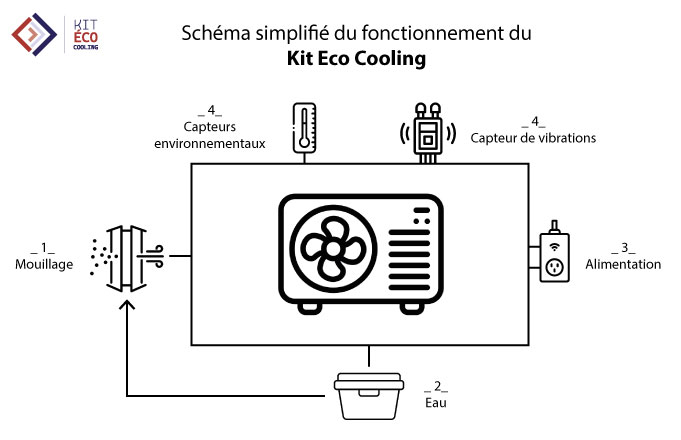 KIT
ÉCO
COOLING
Schéma simplifié du fonctionnement du
Kit Eco Cooling
_ 4_
Capteurs
environnementaux
_ 4_
Capteur de vibrations
_ 1_
Mouillage
_ 3_
Alimentation
_ 2_
Eau